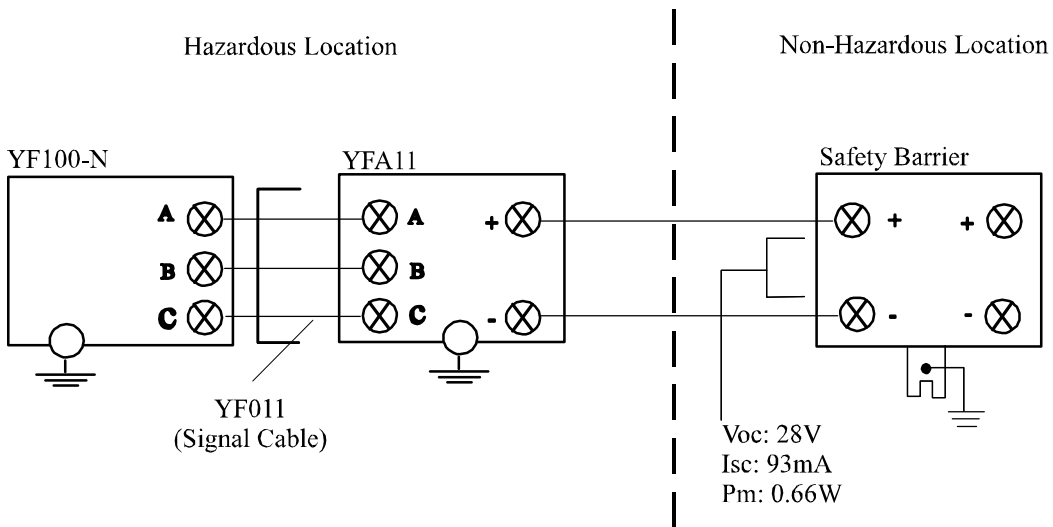 Hazardous Location
Non-Hazardous Location
YF100-N
YFA11
Safety Barrier
A
A
+
+
+
B
B
C
C
-
-
-
YF011
(Signal Cable)
Voc: 28V
Isc: 93mA
Pm: 0.66W